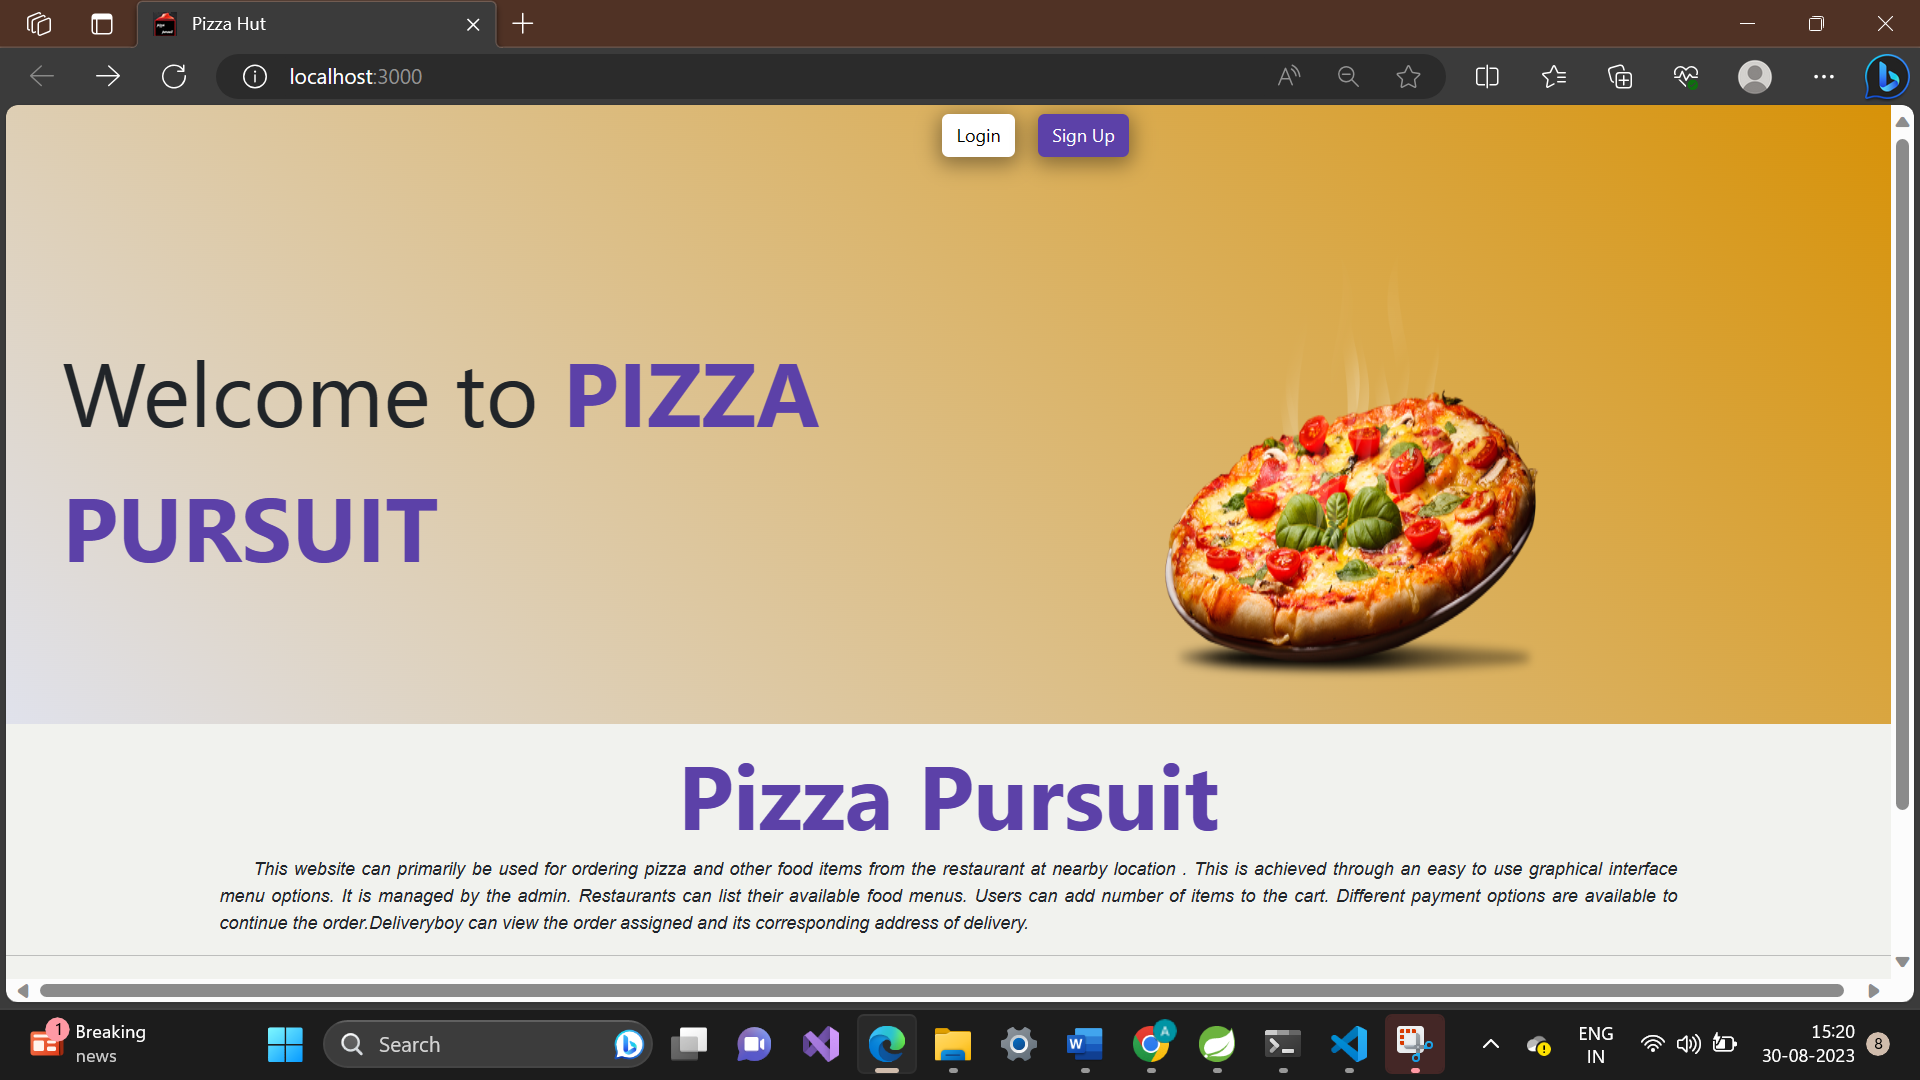 Pizza Hut
localhost:3000
Login
Sign Up
Welcome to PIZZA
PURSUIT
Pizza Pursuit
This website can primarily be used for ordering pizza and other food items from the restaurant at nearby location . This is achieved through an easy to use graphical interface
menu options. It is managed by the admin. Restaurants can list their available food menus. Users can add number of items to the cart. Different payment options are available to
continue the order.Deliveryboy can view the order assigned and its corresponding address of delivery.
1
Breaking
news
Search
W
A
ENG
IN
15:20
30-08-2023
8